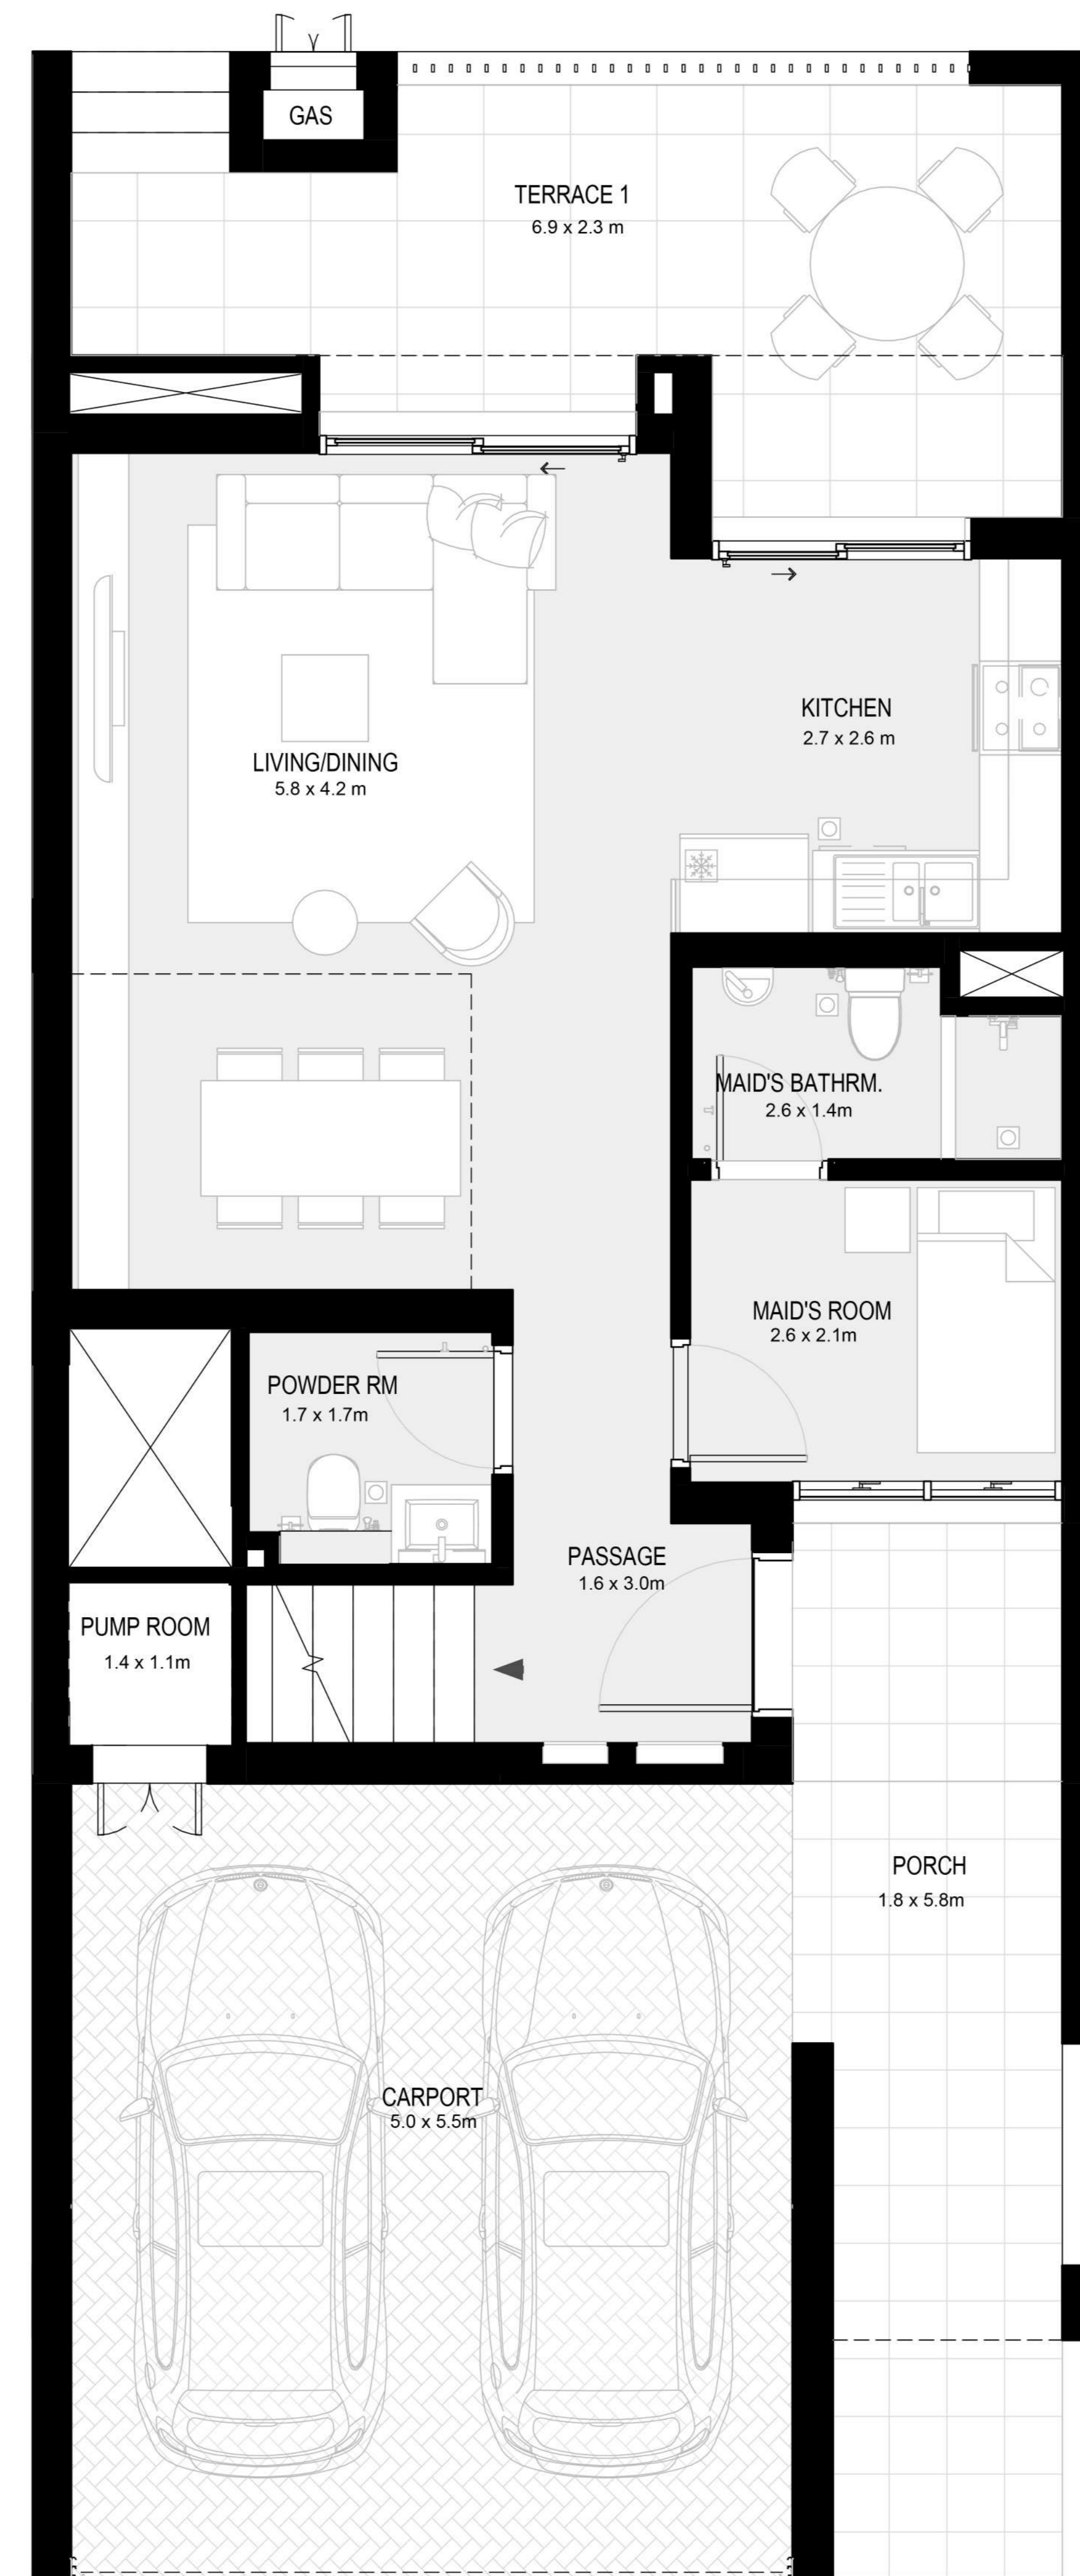 GAS
TERRACE 1
6.9 x 2.3 m
KITCHEN
2.7 x 2.6 m
LIVING/DINING
5.8 x 4.2 m
MAID'S BATHRM.
2.6 x 1.4m
MAID'S ROOM
2.6 x 2.1m
POWDER RM
1.7 x 1.7m
PASSAGE
1.6 x 3.0m
PUMP ROOM
1.4 x 1.1m
PORCH
1.8 x 5.8m
CARPORT
5.0 x 5.5m